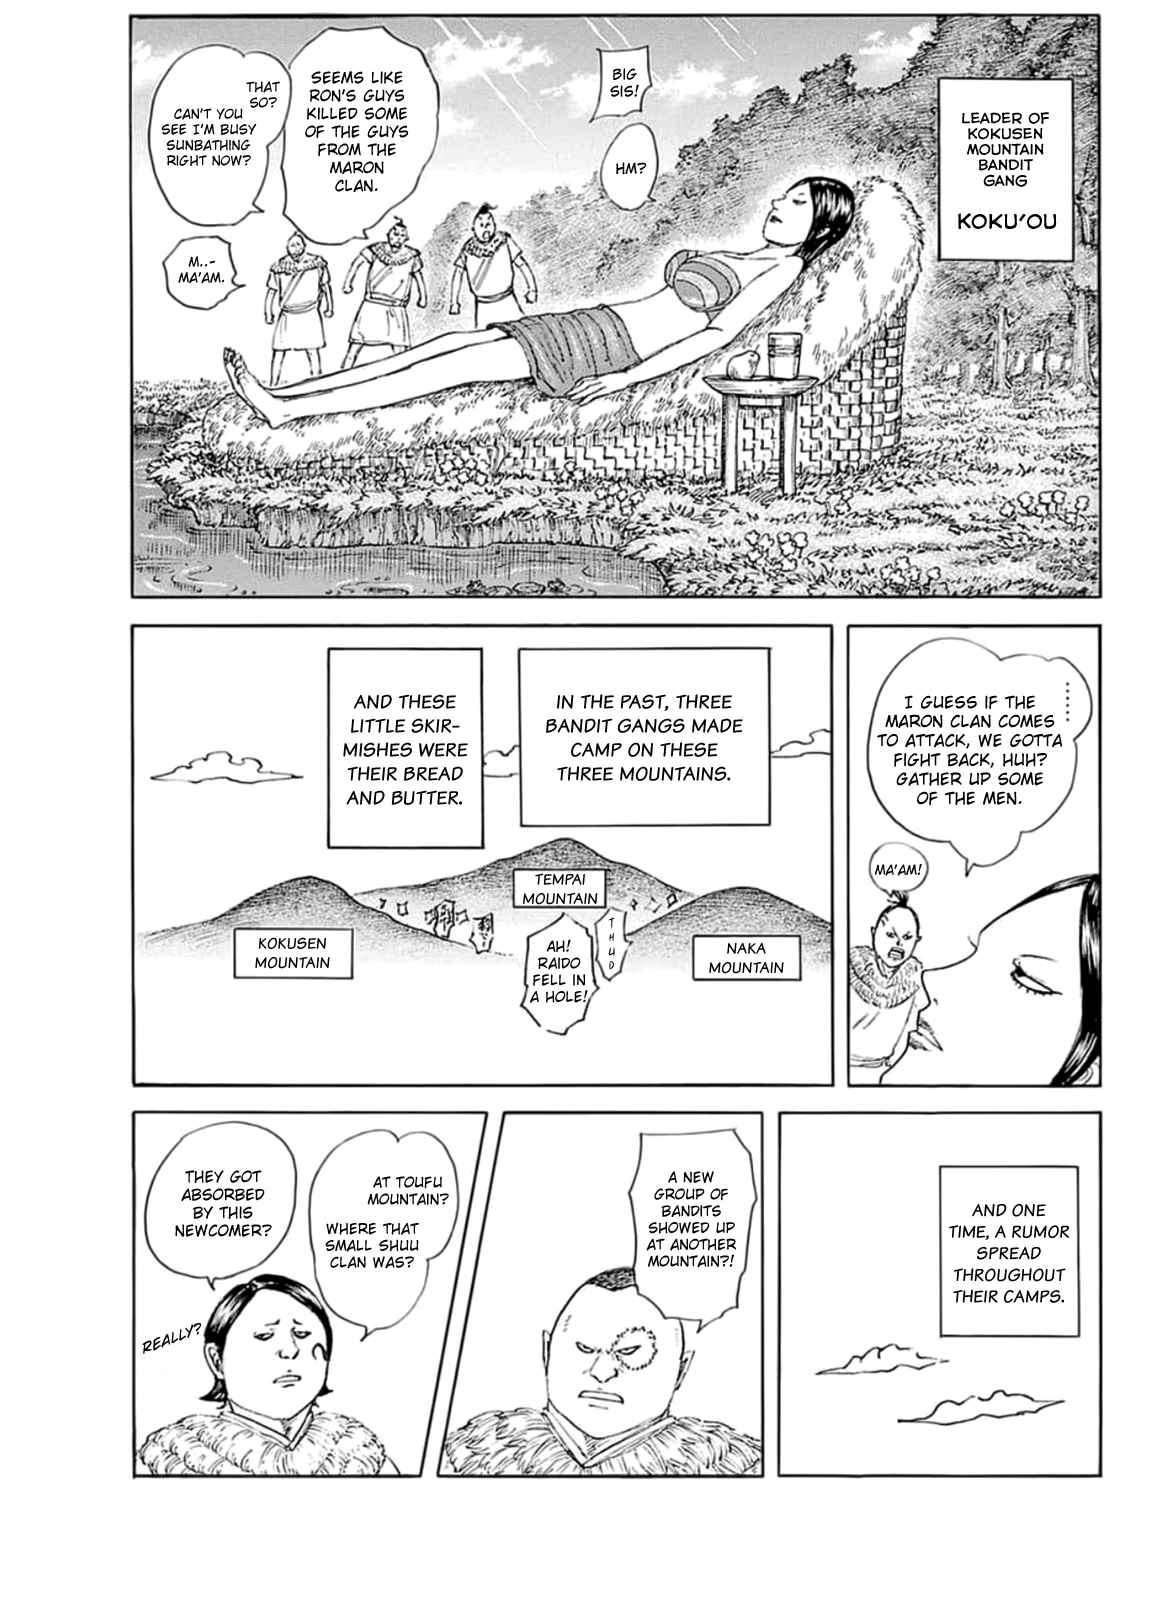 LEADER OF
KOKUSEN
MOUNTAIN
BANDIT
GANG
KOKU'OU
BIG
SIS!
HM?
SEEMS LIKE
RON'S GUYS
KILLED SOME
OF THE GUYS
FROM THE
MARON
CLAN.
THAT
SO?
CAN'T YOU
SEE I'M BUSY
SUNBATHING
RIGHT NOW?
M..-
MA'AM.
......
I GUESS IF THE
MARON CLAN COMES
TO ATTACK, WE GOTTA
FIGHT BACK, HUH?
GATHER UP SOME
OF THE MEN.
MA'AM!
IN THE PAST, THREE
BANDIT GANGS MADE
CAMP ON THESE
THREE MOUNTAINS.
AND THESE
LITTLE SKIR-
MISHES WERE
THEIR BREAD
AND BUTTER.
TEMPAI
MOUNTAIN
KOKUSEN
MOUNTAIN
NAKA
MOUNTAIN
THUD
AH!
RAIDO
FELL IN
A HOLE!
AND ONE
TIME, A RUMOR
SPREAD
THROUGHOUT
THEIR CAMPS.
A NEW
GROUP OF
BANDITS
SHOWED UP
AT ANOTHER
MOUNTAIN?!
AT TOUFU
MOUNTAIN?
WHERE THAT
SMALL SHUU
CLAN WAS?
THEY GOT
ABSORBED
BY THIS
NEWCOMER?
REALLY?